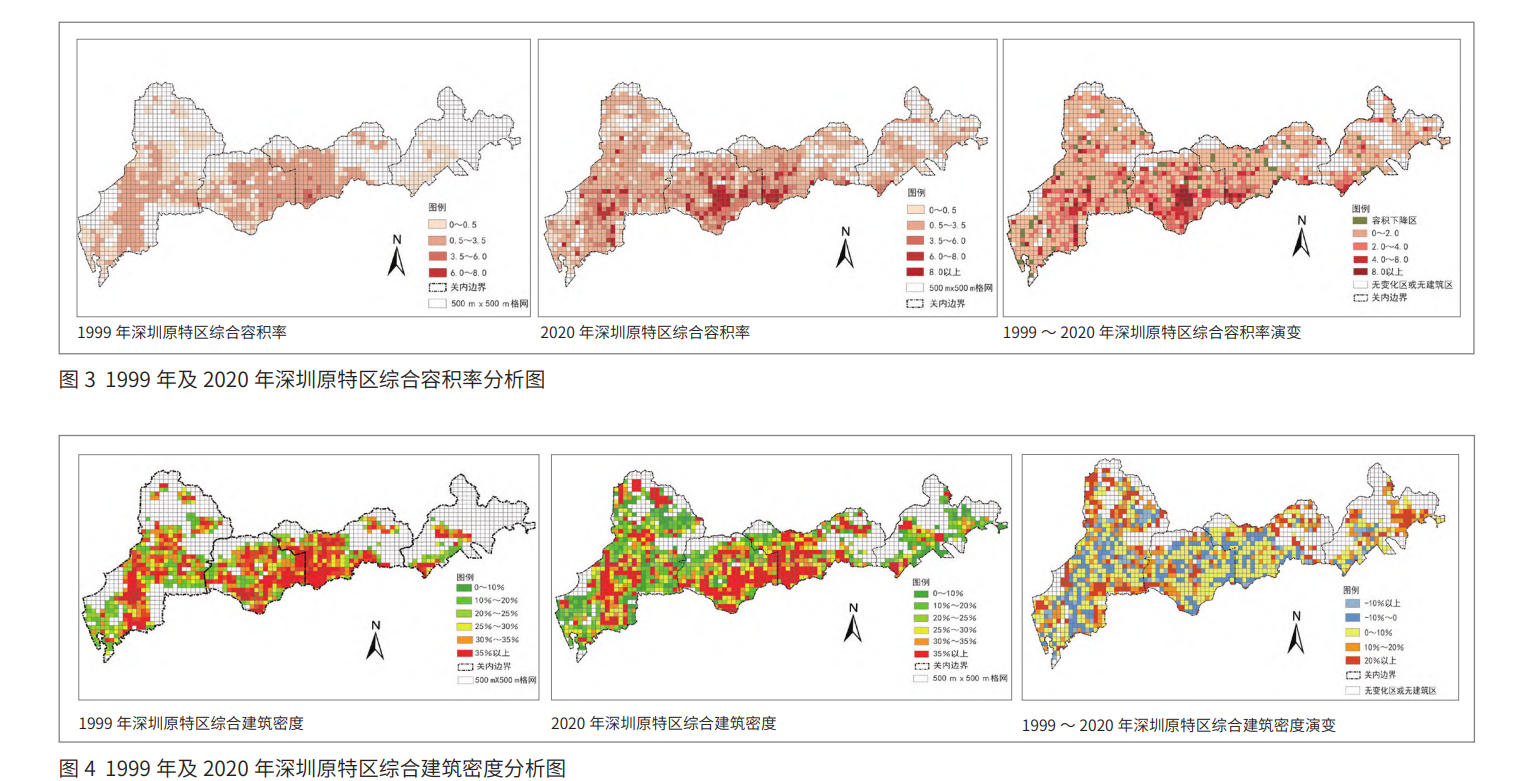 N
图例
0～0.5
0.5～3.5
3.5～6.0
6.0～8.0
关内边界
500 m x 500 m格网
1999 年深圳原特区综合容积率
N
图例
0～0.5
0.5～3.5
3.5～6.0
6.0～8.0
8.0以上
500 mx500 m格网
关内边界
2020 年深圳原特区综合容积率
N
图例
容积下降区
0～2.0
2.0～4.0
4.0～8.0
8.0以上
无变化区或无建筑区
关内边界
1999 ～ 2020 年深圳原特区综合容积率演变
图 3 1999 年及 2020 年深圳原特区综合容积率分析图
N
图例
0～10%
10%～20%
20%～25%
25%～30%
30%～35%
35%以上
关内边界
500 mX500 m格网
1999 年深圳原特区综合建筑密度
N
图例
0～10%
10%～20%
20%～25%
25%～30%
30%～35%
35%以上
关内边界
500 m x 500 m格网
2020 年深圳原特区综合建筑密度
N
图例
-10%以上
-10%～0
0～10%
10%～20%
20%以上
关内边界
无变化区或无建筑区
1999 ～ 2020 年深圳原特区综合建筑密度演变
图 4 1999 年及 2020 年深圳原特区综合建筑密度分析图